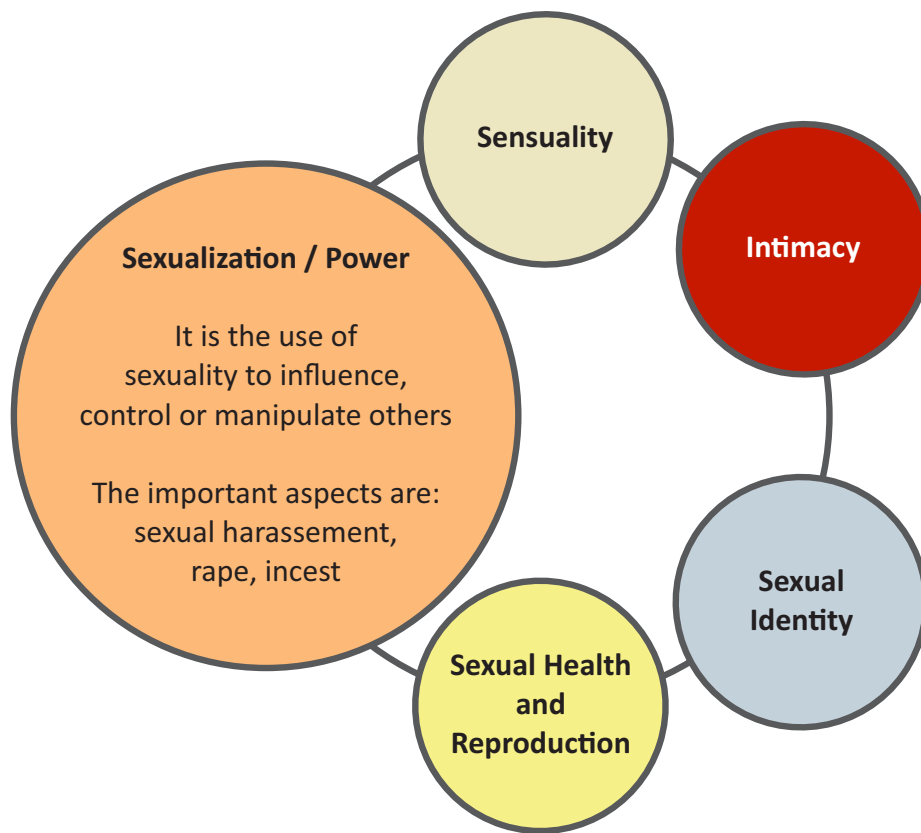 Sensuality
Intimacy
Sexualization / Power
It is the use of
sexuality to influence,
control or manipulate others
The important aspects are:
sexual harassement,
rape, incest
Sexual
Identity
Sexual Health
and
Reproduction